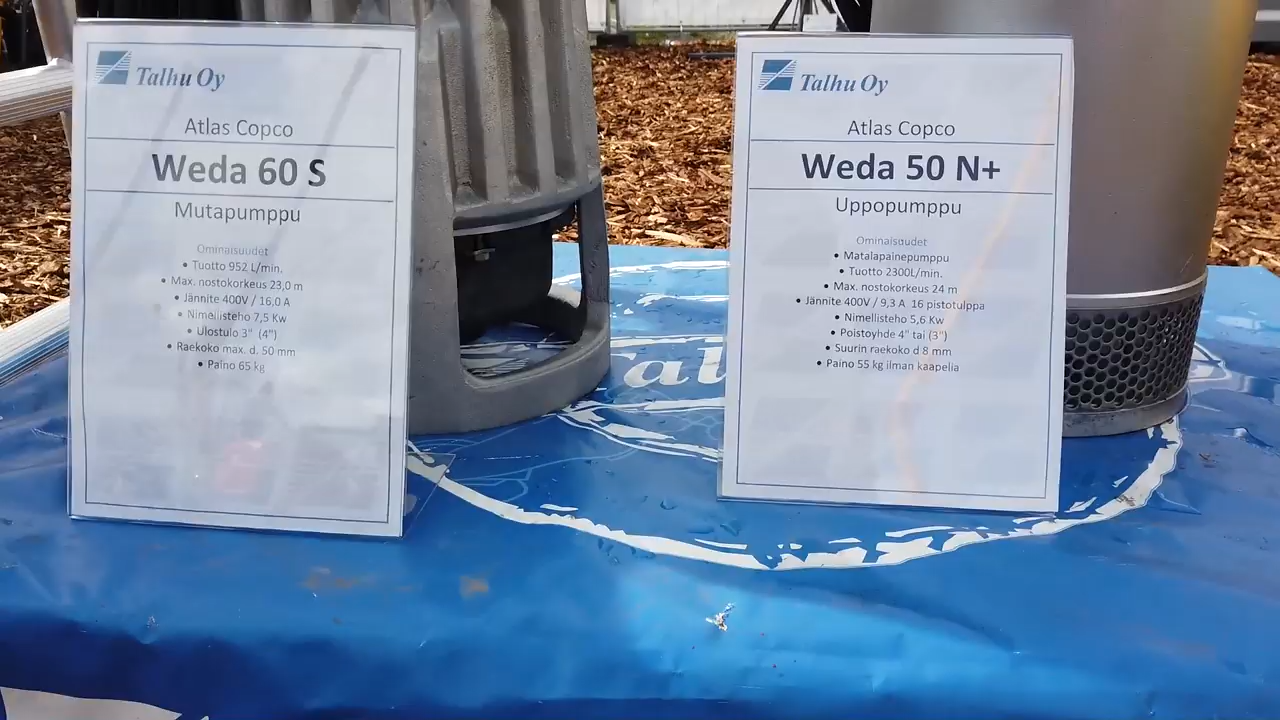 Talhu Oy
Atlas Copco
Weda 60 S
Mutapumppu
Ominaisuudet
• Tuotto 952 L/min.
• Max. nostokorkeus 23,0 m
• Jännite 400V / 16,0 A
• Nimellisteho 7,5 Kw
• Ulostulo 3" (4")
• Raekoko max. d. 50 mm
• Paino 65 kg
Talhu Oy
Atlas Copco
Weda 50 N+
Uppopumppu
Ominaisuudet
• Matalapainepumppu
• Tuotto 2300L/min.
• Max. nostokorkeus 24 m
• Jännite 400V / 9,3 A 16 pistotulppa
• Nimellisteho 5,6 Kw
• Poistoyhde 4" tai (3")
• Suurin raekoko d 8 mm
• Paino 55 kg ilman kaapelia
Tal